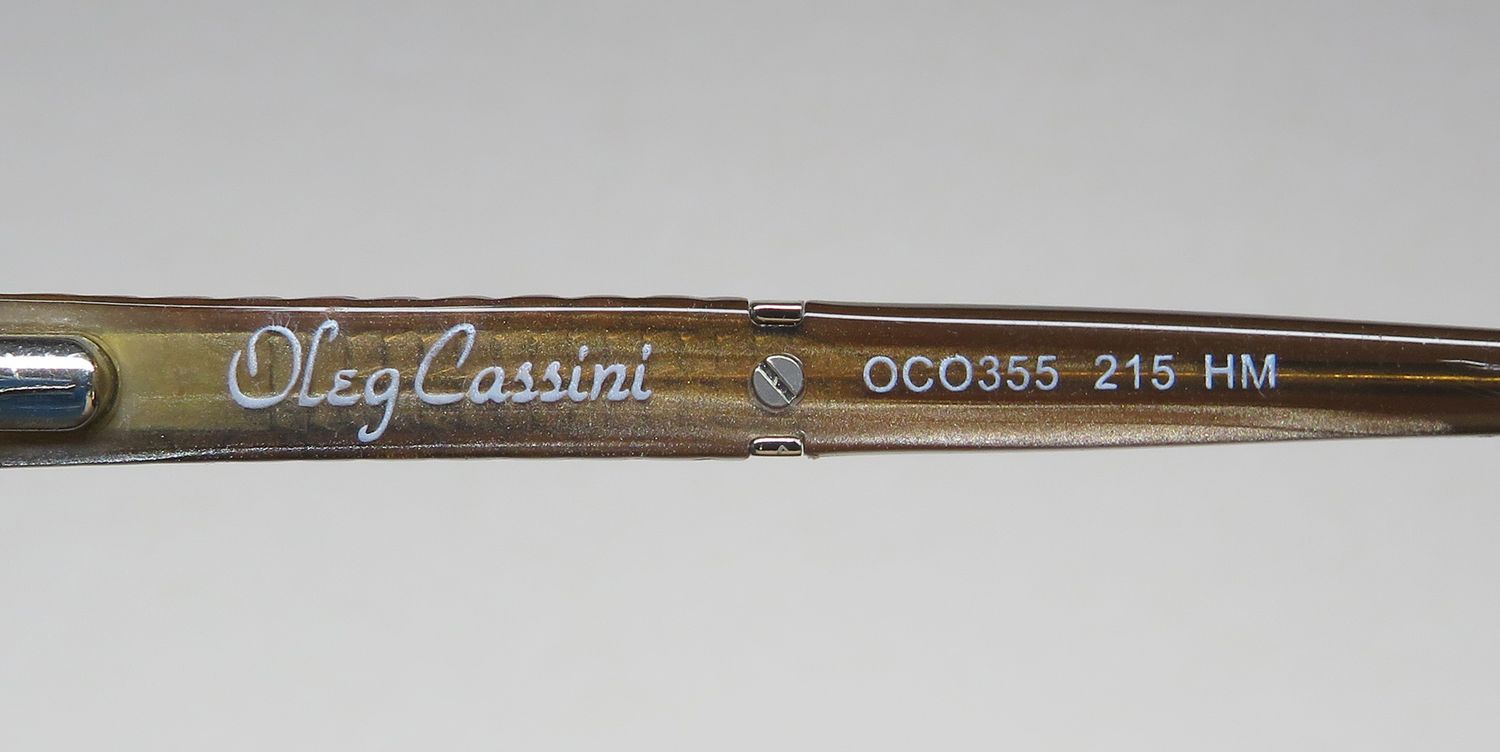 Oleg Cassini OCO355 215 HM